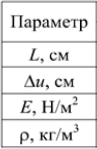 Параметр
L, см
Δu, см
E, Н/м²
ρ, кг/м³